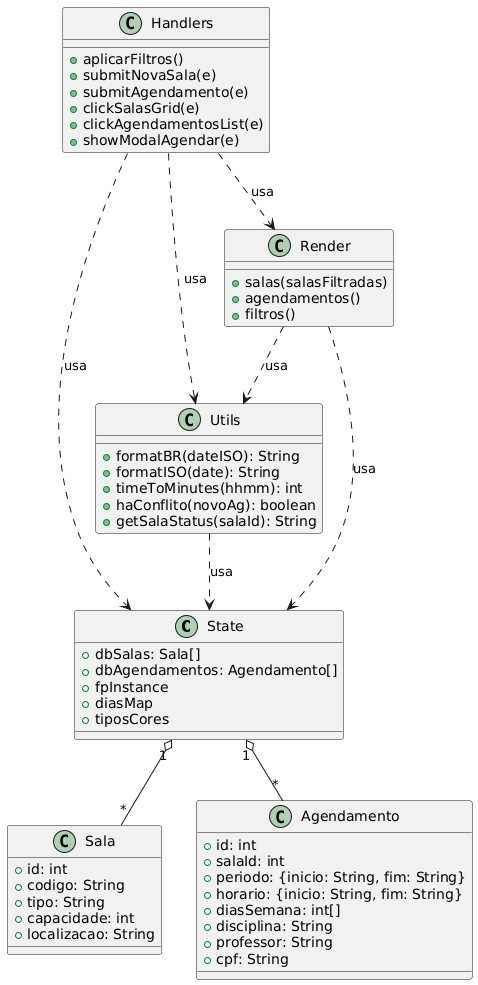 C Handlers
aplicarFiltros()
submitNovaSala(e)
submitAgendamento(e)
clickSalasGrid(e)
clickAgendamentosList(e)
showModalAgendar(e)
usa
C Render
salas(salasFiltradas)
agendamentos()
filtros()
usa
usa
usa
C Utils
formatBR(dateISO): String
formatISO(date): String
timeToMinutes(hhmm): int
haConflito(novoAg): boolean
getSalaStatus(salaId): String
usa
usa
C State
dbSalas: Sala[]
dbAgendamentos: Agendamento[]
fpInstance
diasMap
tiposCores
1
1
*
*
C Sala
id: int
codigo: String
tipo: String
capacidade: int
localizacao: String
C Agendamento
id: int
salaId: int
periodo: {inicio: String, fim: String}
horario: {inicio: String, fim: String}
diasSemana: int[]
disciplina: String
professor: String
cpf: String